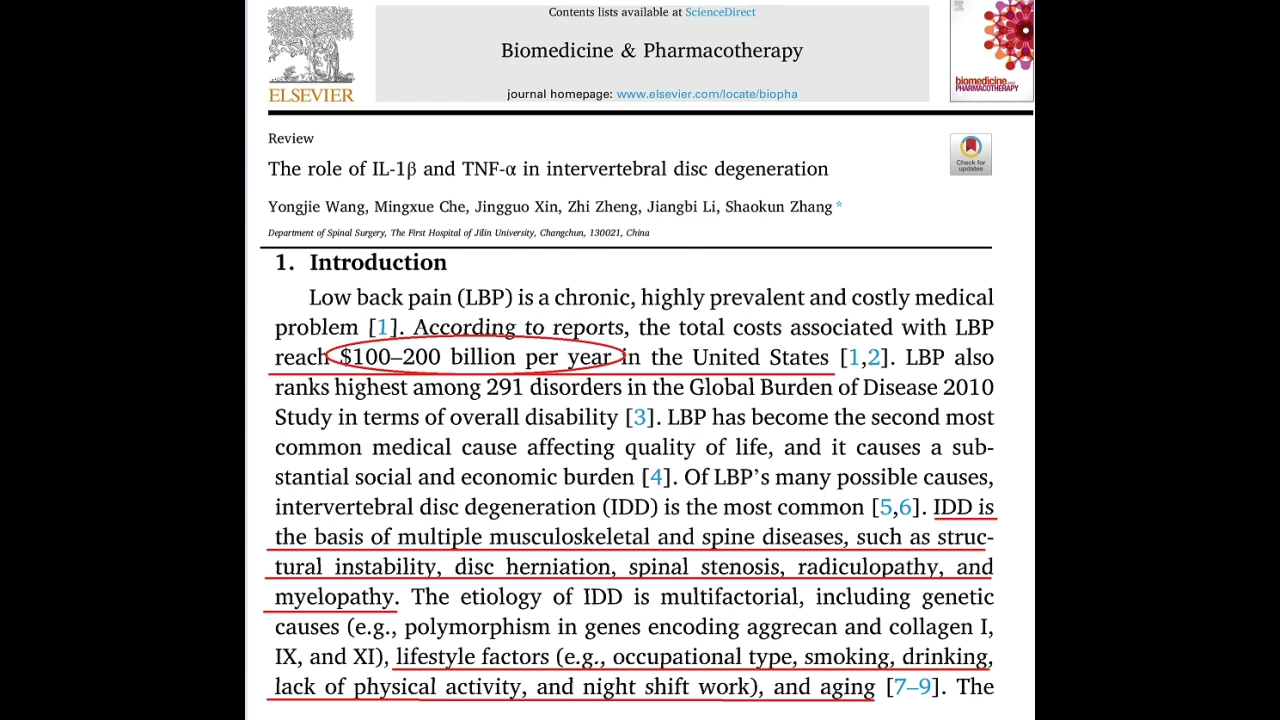 Contents lists available at ScienceDirect
Biomedicine & Pharmacotherapy
journal homepage: www.elsevier.com/locate/biopha
ELSEVIER
biomedicine
PHARMACOTHERAPY
Review
The role of IL-1β and TNF-α in intervertebral disc degeneration
Check for
updates
Yongjie Wang, Mingxue Che, Jingguo Xin, Zhi Zheng, Jiangbi Li, Shaokun Zhang *
Department of Spinal Surgery, The First Hospital of Jilin University, Changchun, 130021, China
1. Introduction
Low back pain (LBP) is a chronic, highly prevalent and costly medical
problem [1]. According to reports, the total costs associated with LBP
reach $100–200 billion per year in the United States [1,2]. LBP also
ranks highest among 291 disorders in the Global Burden of Disease 2010
Study in terms of overall disability [3]. LBP has become the second most
common medical cause affecting quality of life, and it causes a sub-
stantial social and economic burden [4]. Of LBP’s many possible causes,
intervertebral disc degeneration (IDD) is the most common [5,6]. IDD is
the basis of multiple musculoskeletal and spine diseases, such as struc-
tural instability, disc herniation, spinal stenosis, radiculopathy, and
myelopathy. The etiology of IDD is multifactorial, including genetic
causes (e.g., polymorphism in genes encoding aggrecan and collagen I,
IX, and XI), lifestyle factors (e.g., occupational type, smoking, drinking,
lack of physical activity, and night shift work), and aging [7–9]. The